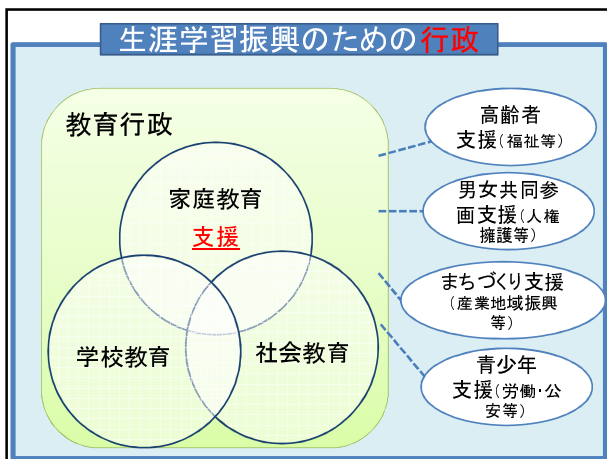 生涯学習振興のための行政
教育行政
家庭教育
支援
学校教育
社会教育
高齢者
支援(福祉等)
男女共同参
画支援(人権
擁護等)
まちづくり支援
(産業地域振興
等)
青少年
支援(労働・公
安等)